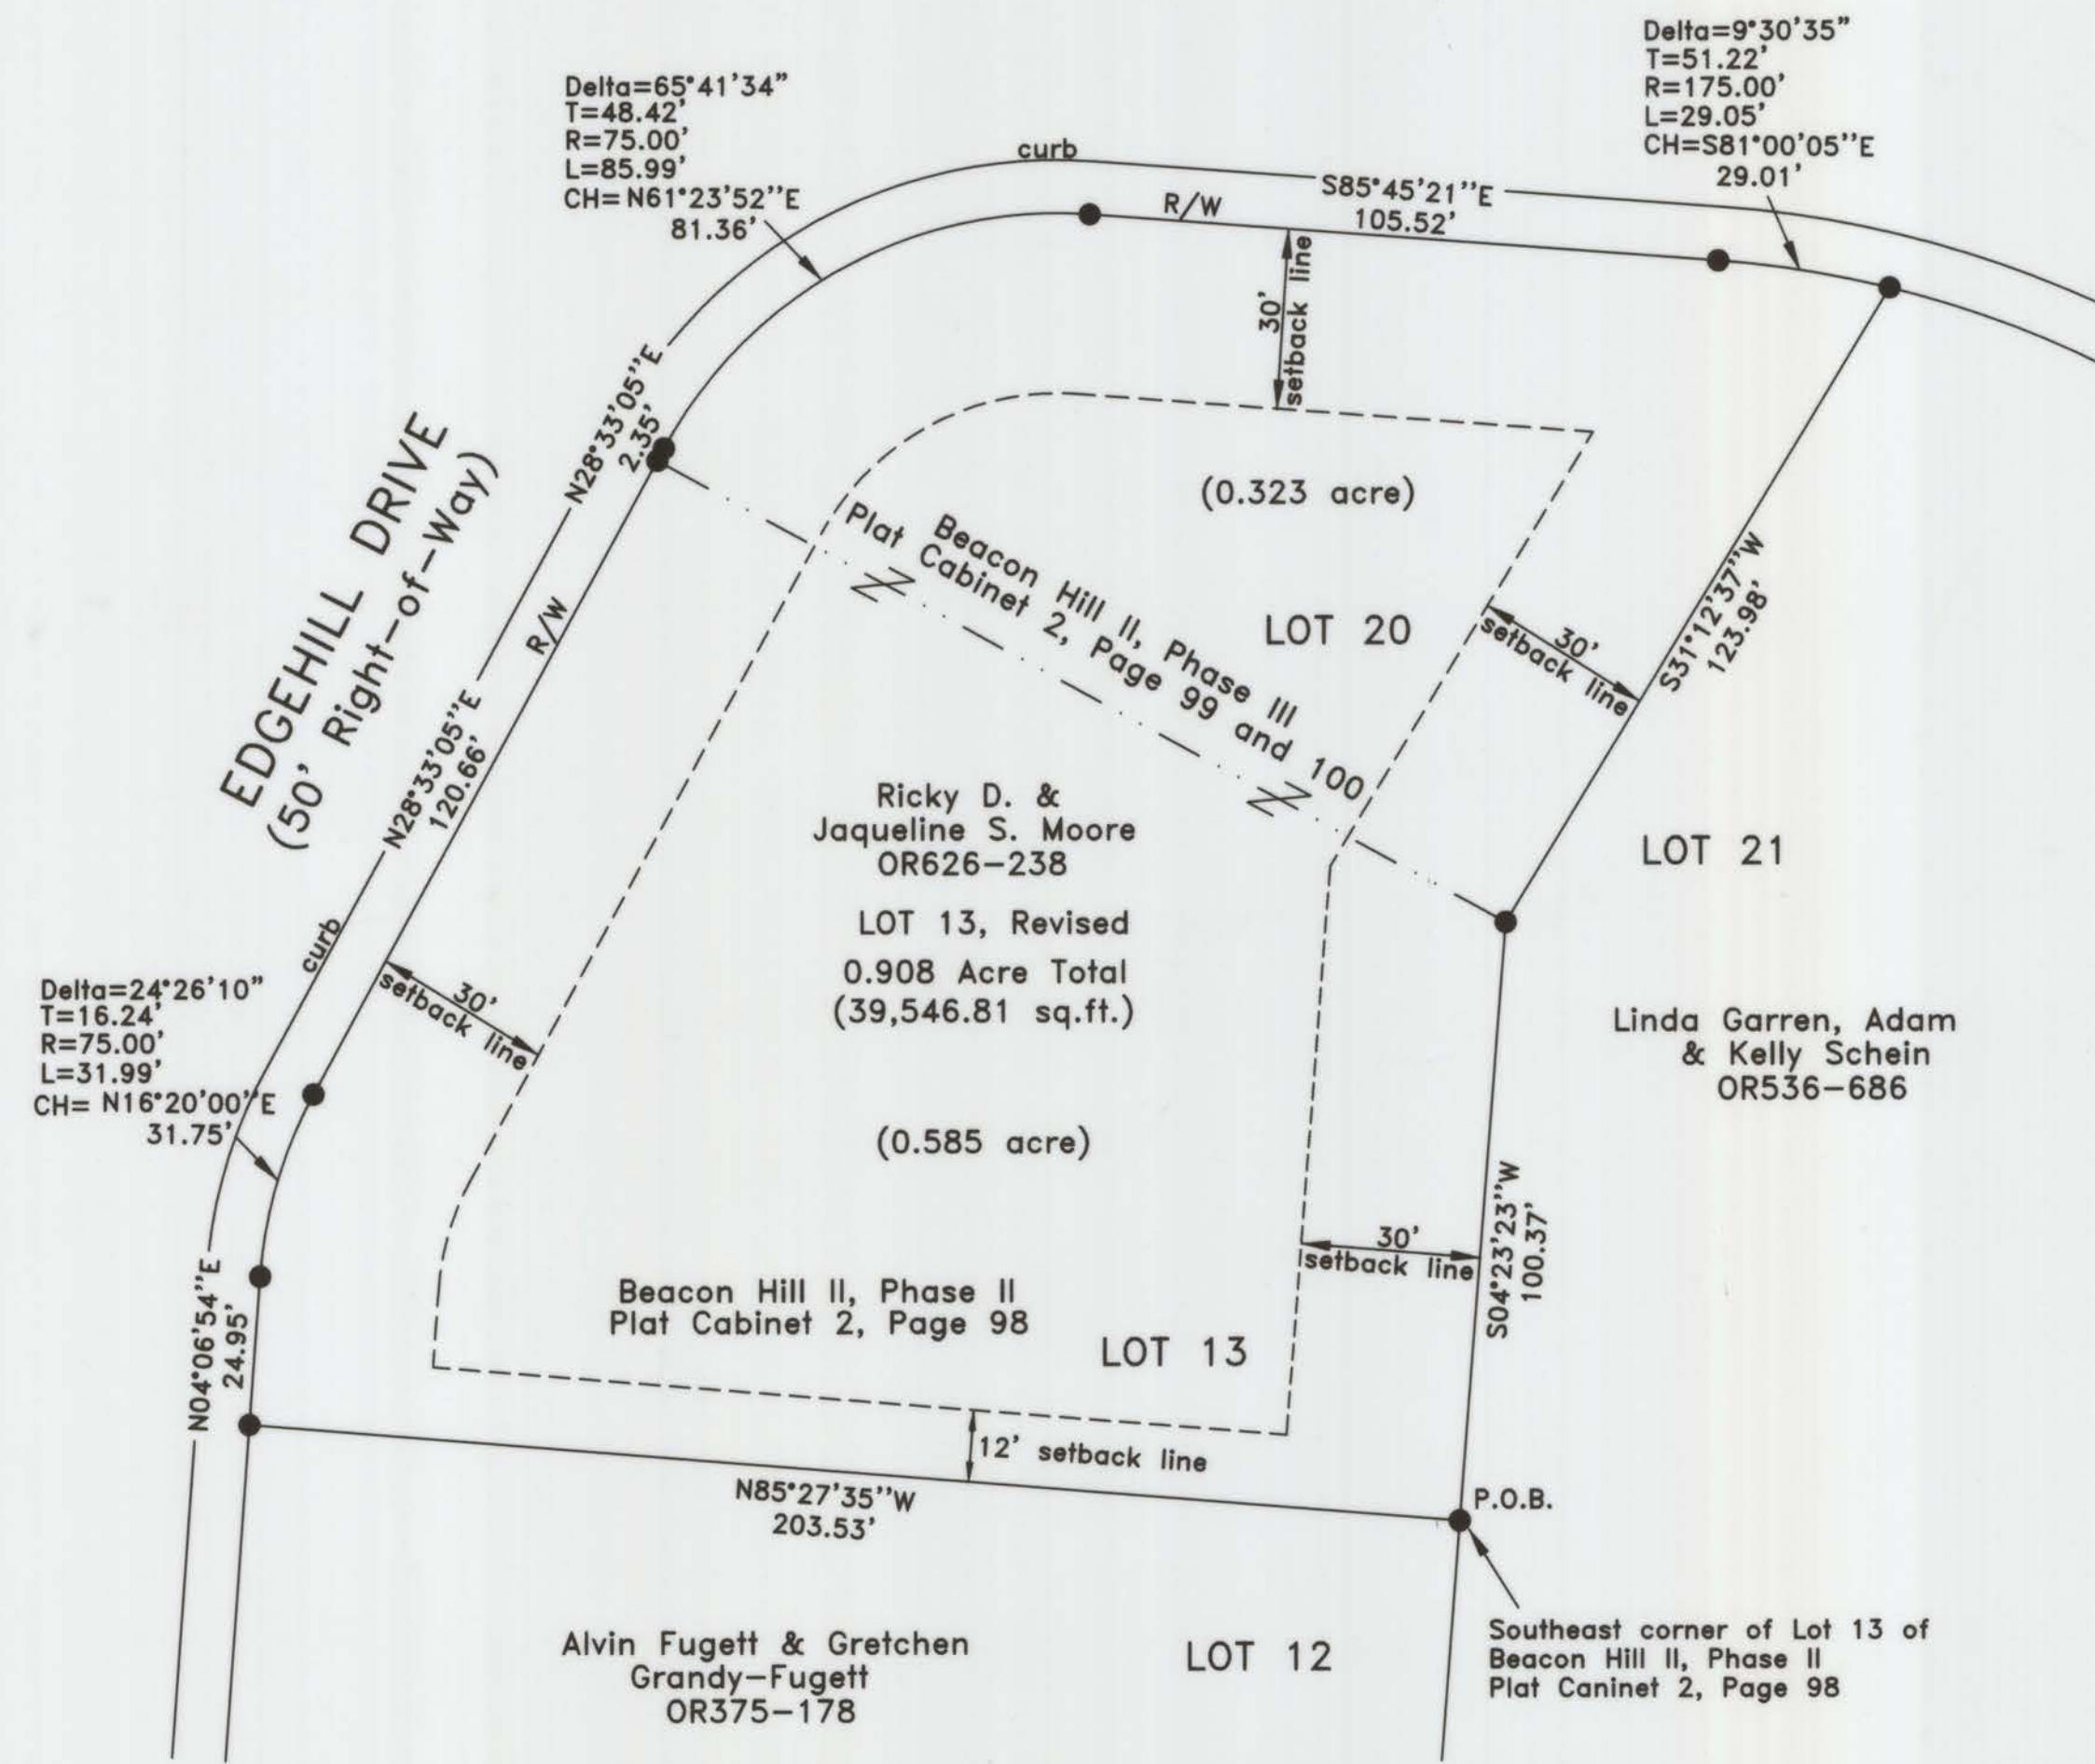 Delta=9°30'35"
T=51.22'
R=175.00'
L=29.05'
CH=S81°00'05''E
29.01'
Delta=65°41'34"
T=48.42'
R=75.00'
L=85.99'
CH= N61°23'52''E
81.36'
curb
R/W
S85°45'21''E
105.52'
30'
setback line
N28°33'05''E
2.35'
EDGEHILL DRIVE
(50' Right-of-Way)
R/W
(0.323 acre)
Beacon Hill II, Phase III
Plat Cabinet 2, Page 99 and 100
LOT 20
30'
setback line
S31°12'37''W
123.98'
N28°33'05''E
120.66'
Ricky D. &
Jaqueline S. Moore
OR626-238
LOT 13, Revised
0.908 Acre Total
(39,546.81 sq.ft.)
LOT 21
curb
30'
setback line
Linda Garren, Adam
& Kelly Schein
OR536-686
Delta=24°26'10"
T=16.24'
R=75.00'
L=31.99'
CH= N16°20'00''E
31.75'
(0.585 acre)
30'
setback line
S04°23'23''W
100.37'
N04°06'54''E
24.95'
Beacon Hill II, Phase II
Plat Cabinet 2, Page 98
LOT 13
12' setback line
N85°27'35''W
203.53'
P.O.B.
Southeast corner of Lot 13 of
Beacon Hill II, Phase II
Plat Caninet 2, Page 98
Alvin Fugett & Gretchen
Grandy-Fugett
OR375-178
LOT 12